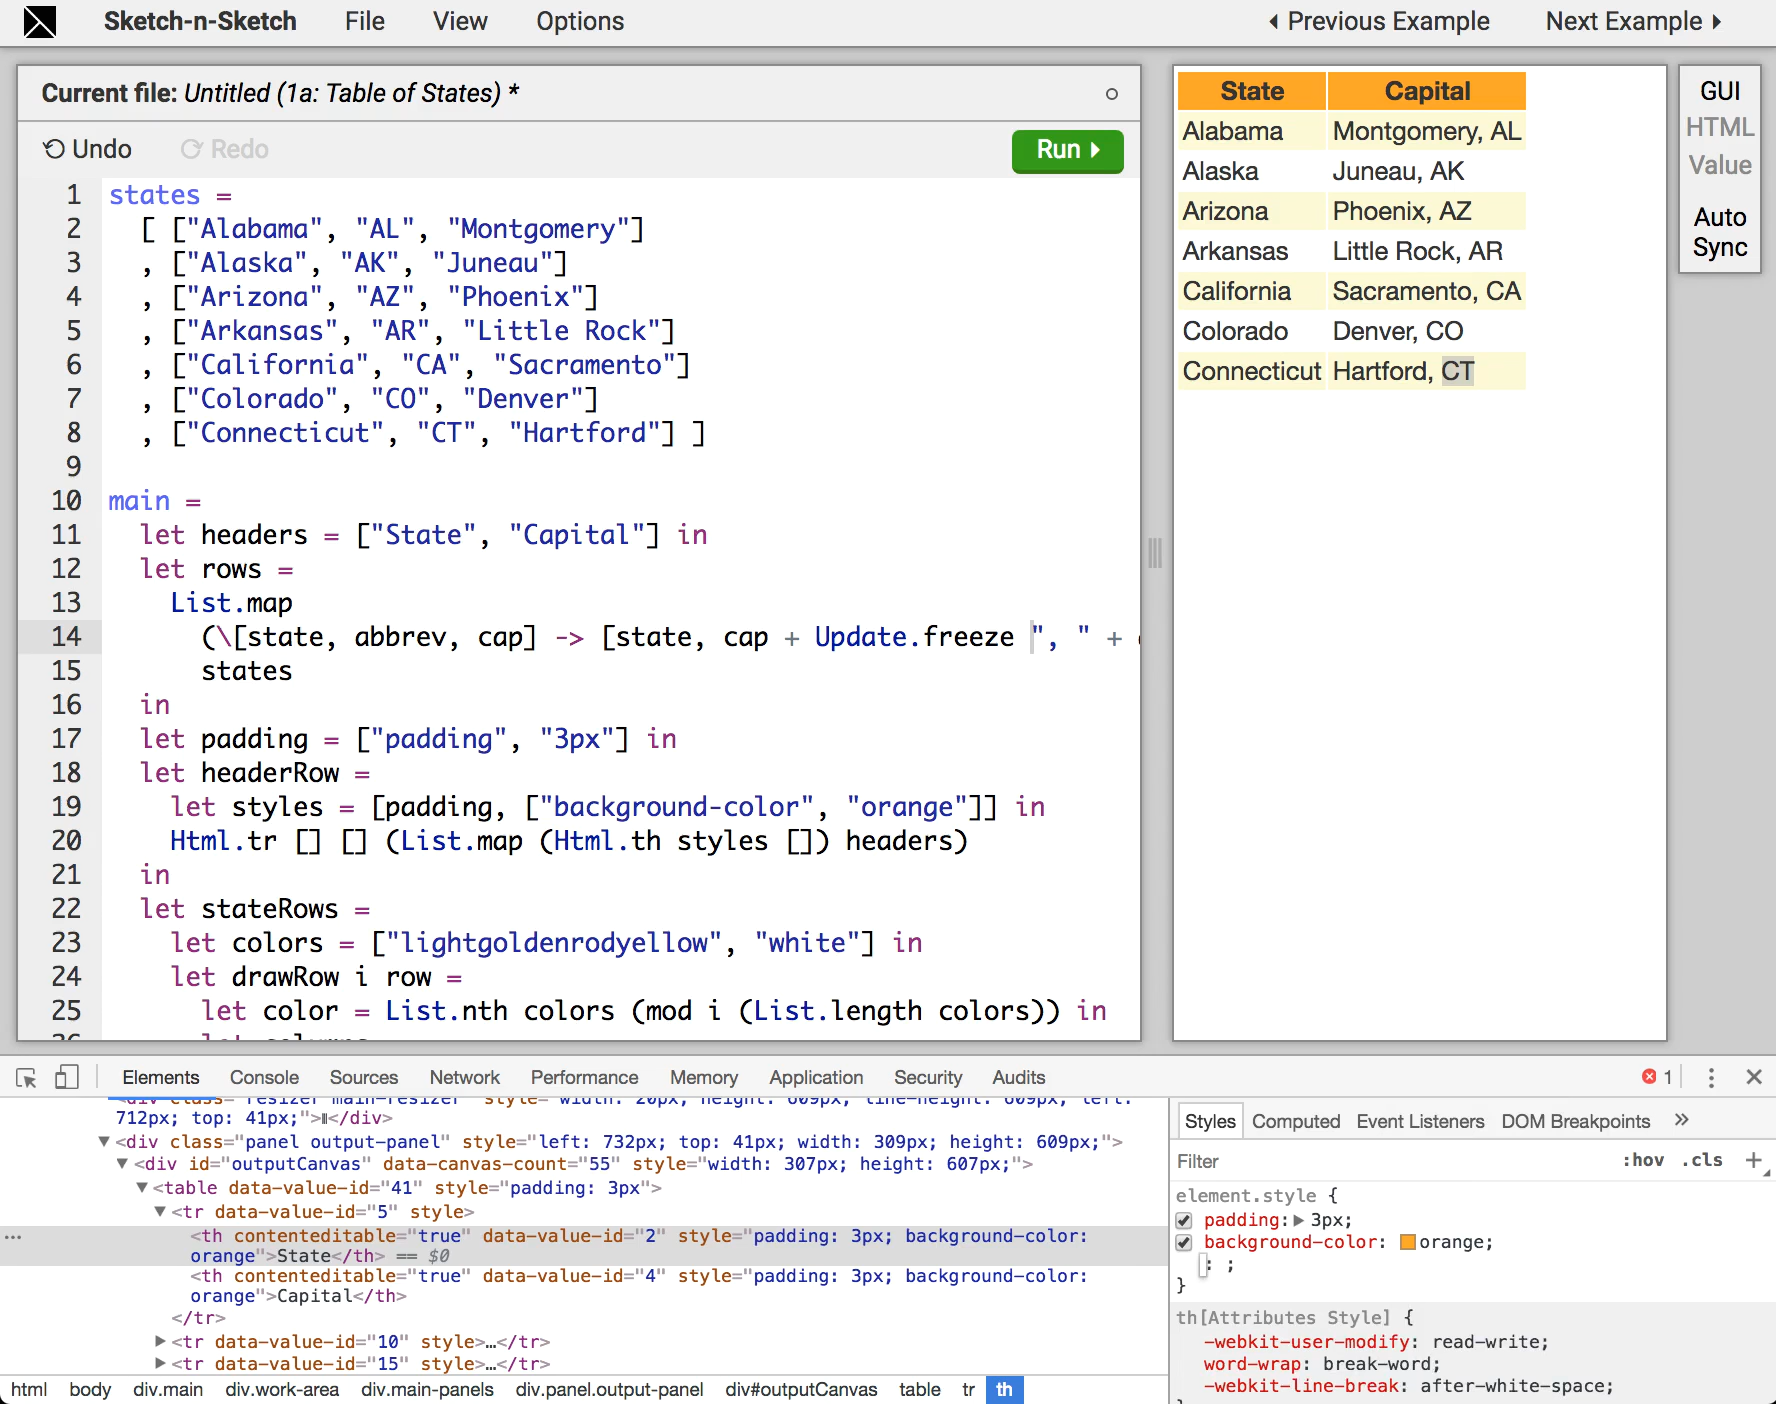 Sketch-n-Sketch File View Options Previous Example Next Example
Current file: Untitled (1a: Table of States) *
Undo Redo Run
1 states =
2 [ ["Alabama", "AL", "Montgomery"]
3 , ["Alaska", "AK", "Juneau"]
4 , ["Arizona", "AZ", "Phoenix"]
5 , ["Arkansas", "AR", "Little Rock"]
6 , ["California", "CA", "Sacramento"]
7 , ["Colorado", "CO", "Denver"]
8 , ["Connecticut", "CT", "Hartford"] ]
9
10 main =
11 let headers = ["State", "Capital"] in
12 let rows =
13 List.map
14 (\[state, abbrev, cap] -> [state, cap + Update.freeze ", " +
15 states
16 in
17 let padding = ["padding", "3px"] in
18 let headerRow =
19 let styles = [padding, ["background-color", "orange"]] in
20 Html.tr [] [] (List.map (Html.th styles []) headers)
21 in
22 let stateRows =
23 let colors = ["lightgoldenrodyellow", "white"] in
24 let drawRow i row =
25 let color = List.nth colors (mod i (List.length colors)) in
State Capital
Alabama Montgomery, AL
Alaska Juneau, AK
Arizona Phoenix, AZ
Arkansas Little Rock, AR
California Sacramento, CA
Colorado Denver, CO
Connecticut Hartford, CT
GUI
HTML
Value
Auto
Sync
Elements Console Sources Network Performance Memory Application Security Audits 1
712px; top: 41px;">⦀</div>
▼<div class="panel output-panel" style="left: 732px; top: 41px; width: 309px; height: 609px;">
▼<div id="outputCanvas" data-canvas-count="55" style="width: 307px; height: 607px;">
▼<table data-value-id="41" style="padding: 3px">
▼<tr data-value-id="5" style>
… <th contenteditable="true" data-value-id="2" style="padding: 3px; background-color:
orange">State</th> == $0
<th contenteditable="true" data-value-id="4" style="padding: 3px; background-color:
orange">Capital</th>
</tr>
▶<tr data-value-id="10" style>…</tr>
▶<tr data-value-id="15" style>…</tr>
html body div.main div.work-area div.main-panels div.panel.output-panel div#outputCanvas table tr th
Styles Computed Event Listeners DOM Breakpoints »
Filter :hov .cls +
element.style {
padding:▶3px;
background-color: orange;
: ;
}
th[Attributes Style] {
-webkit-user-modify: read-write;
word-wrap: break-word;
-webkit-line-break: after-white-space;